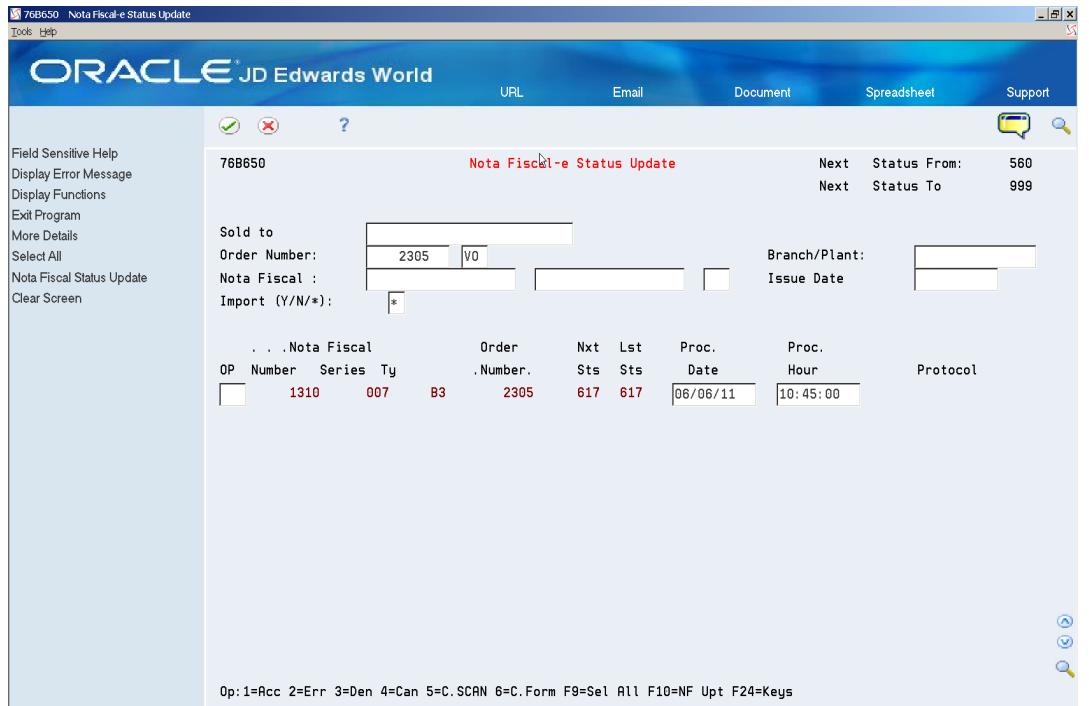 76B650 Nota Fiscal-e Status Update
Tools Help
ORACLE JD Edwards World
URL Email Document Spreadsheet Support
?
Field Sensitive Help
Display Error Message
Display Functions
Exit Program
More Details
Select All
Nota Fiscal Status Update
Clear Screen
76B650 Nota Fiscal-e Status Update Next Status From: 560
Next Status To 999
Sold to
Order Number: 2305 VO Branch/Plant:
Nota Fiscal : Issue Date
Import (Y/N/*): *
. . .Nota Fiscal Order Nxt Lst Proc. Proc.
OP Number Series Ty .Number. Sts Sts Date Hour Protocol
1310 007 B3 2305 617 617 06/06/11 10:45:00
Op:1=Acc 2=Err 3=Den 4=Can 5=C.SCAN 6=C.Form F9=Sel All F10=NF Upt F24=Keys